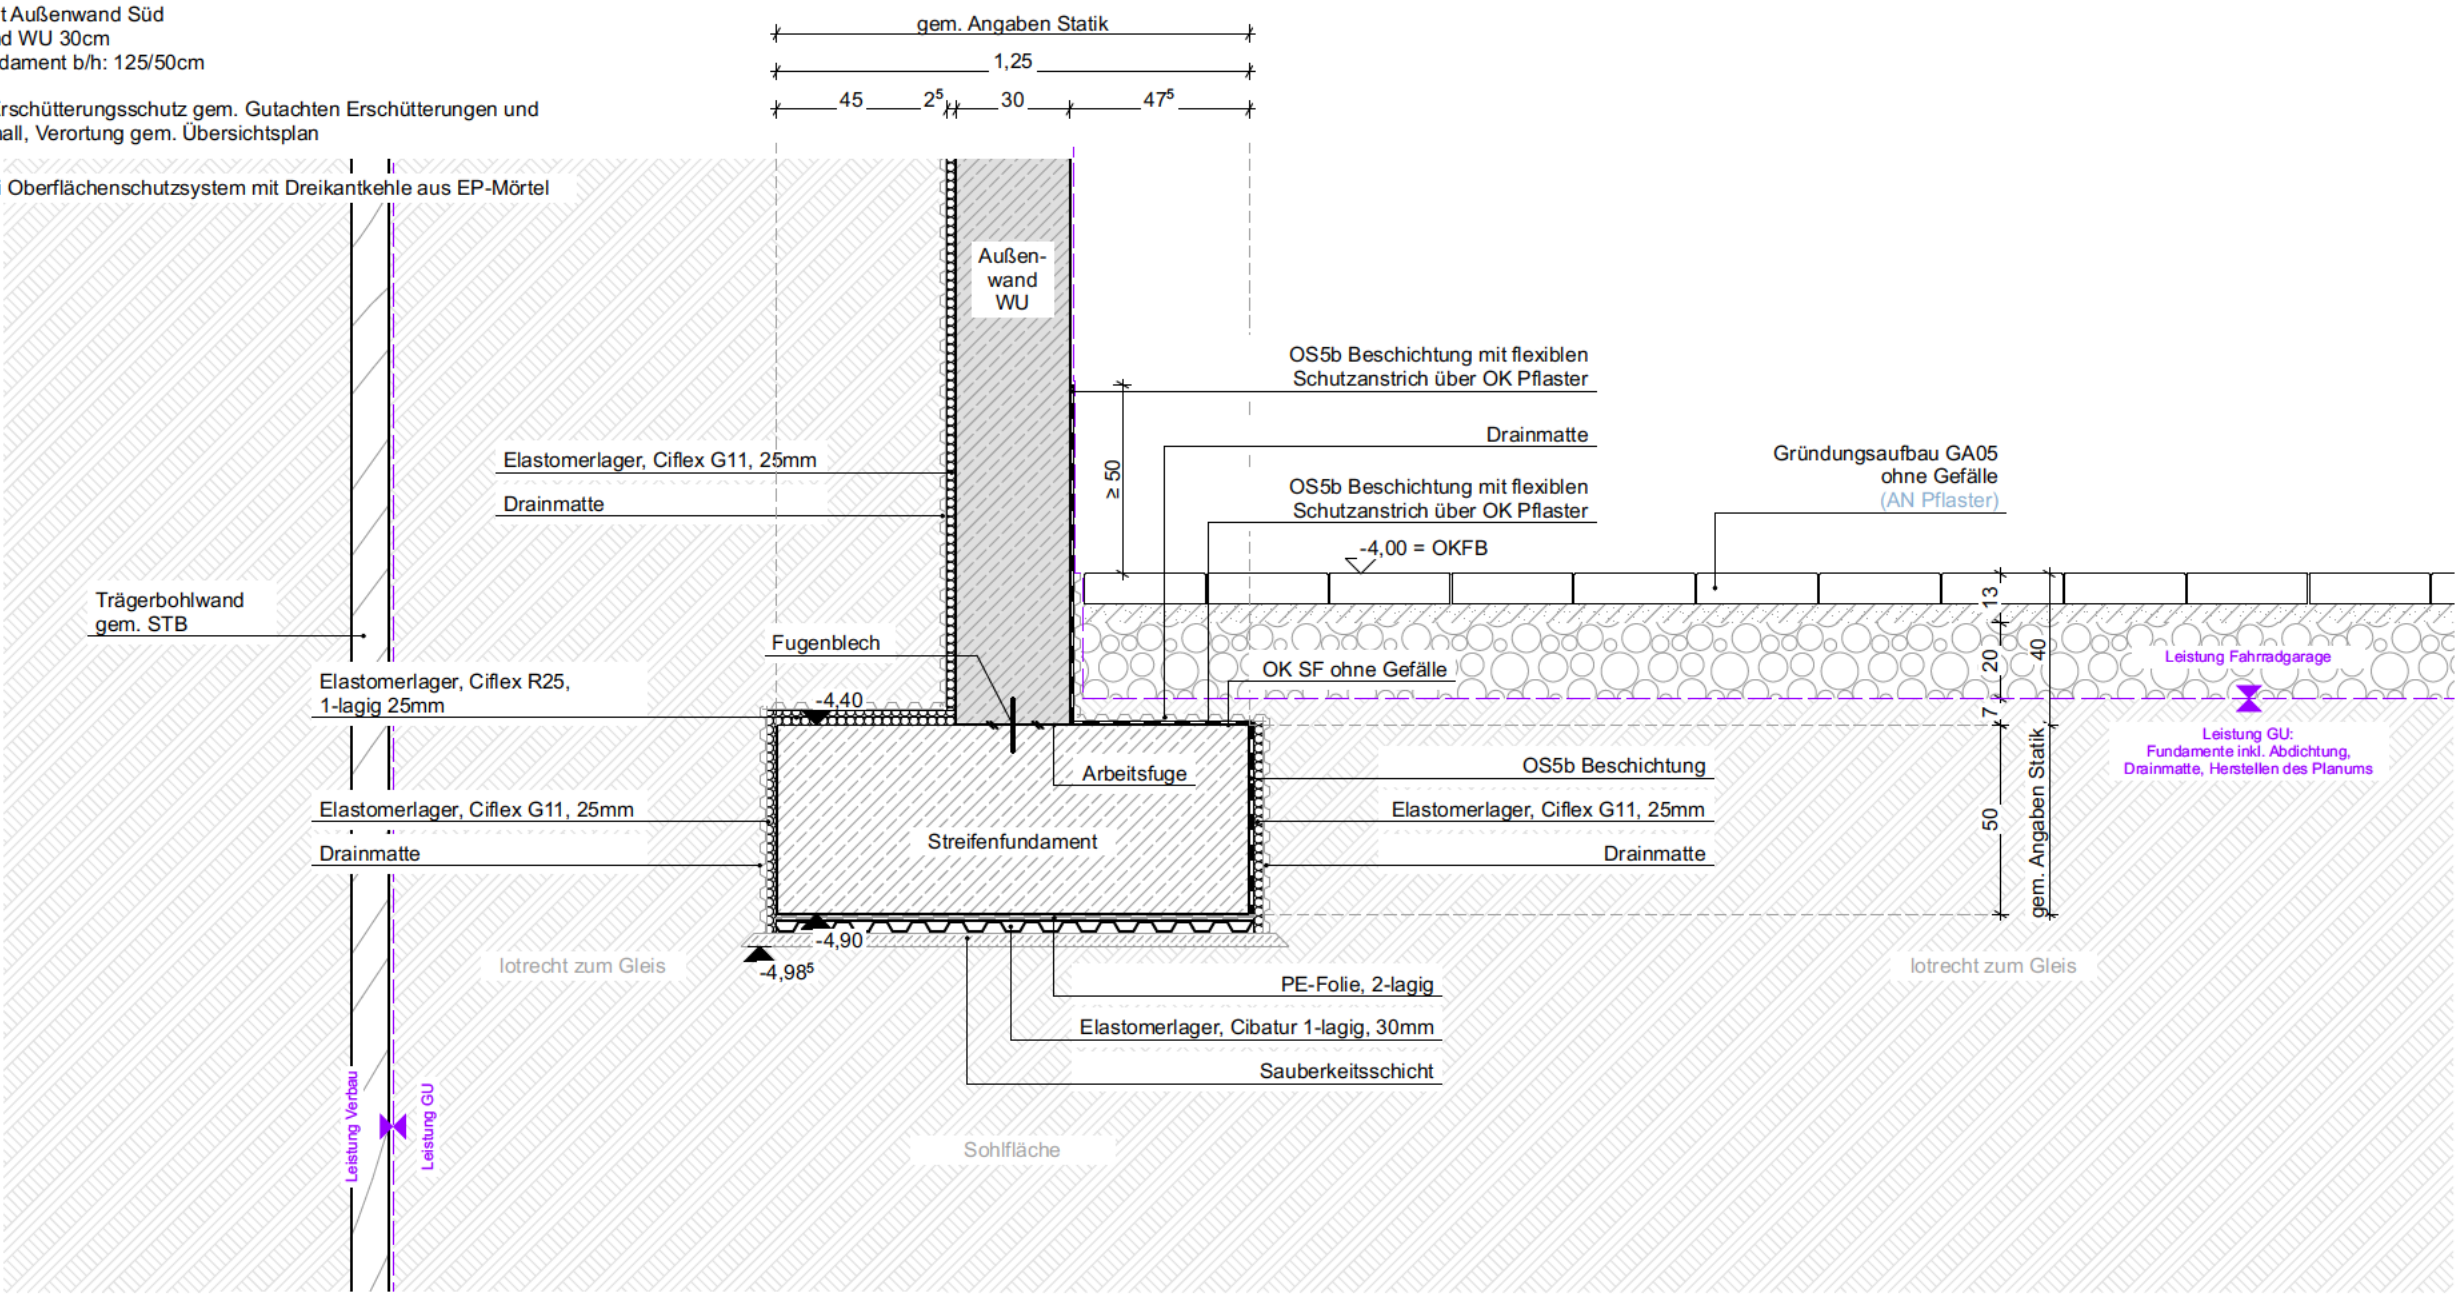 t Außenwand Süd
d WU 30cm
dament b/h: 125/50cm
rschütterungsschutz gem. Gutachten Erschütterungen und
all, Verortung gem. Übersichtsplan
Oberflächenschutzsystem mit Dreikantkehle aus EP-Mörtel
gem. Angaben Statik
1,25
45
2⁵
30
47⁵
Außen-
wand
WU
OS5b Beschichtung mit flexiblen
Schutzanstrich über OK Pflaster
Drainmatte
≥ 50
OS5b Beschichtung mit flexiblen
Schutzanstrich über OK Pflaster
-4,00 = OKFB
Gründungsaufbau GA05
ohne Gefälle
(AN Pflaster)
Elastomerlager, Ciflex G11, 25mm
Drainmatte
Trägerbohlwand
gem. STB
Fugenblech
Elastomerlager, Ciflex R25,
1-lagig 25mm
-4,40
OK SF ohne Gefälle
13
20
7
40
50
gem. Angaben Statik
Leistung Fahrradgarage
Leistung GU:
Fundamente inkl. Abdichtung,
Drainmatte, Herstellen des Planums
Arbeitsfuge
Streifenfundament
Elastomerlager, Ciflex G11, 25mm
Drainmatte
OS5b Beschichtung
Elastomerlager, Ciflex G11, 25mm
Drainmatte
-4,90
-4,98⁵
lotrecht zum Gleis
lotrecht zum Gleis
PE-Folie, 2-lagig
Elastomerlager, Cibatur 1-lagig, 30mm
Sauberkeitsschicht
Leistung Verbau
Leistung GU
Sohlfläche